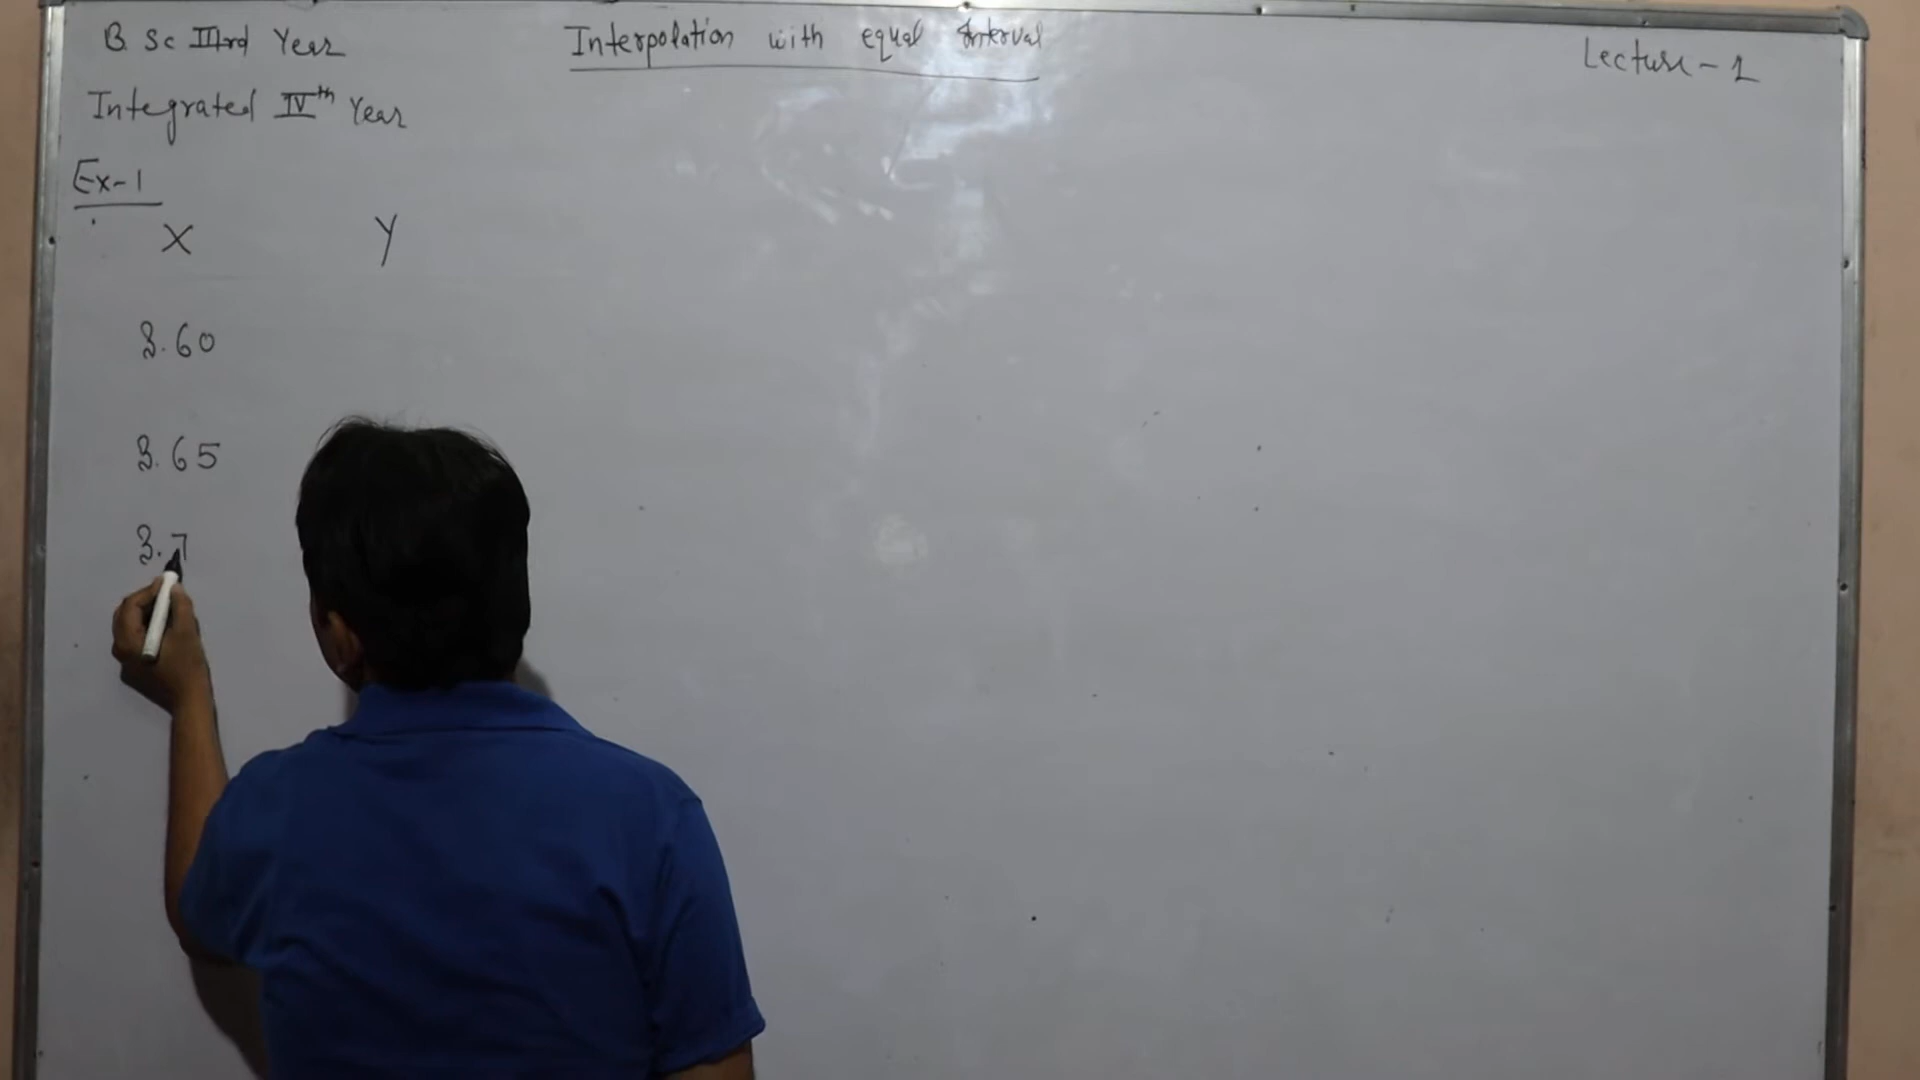 B. Sc IIIrd Year
Interpolation with equal Interval
Lecture - 1
Integrated IVth Year
Ex-1
X Y
3.60
3.65
3.7